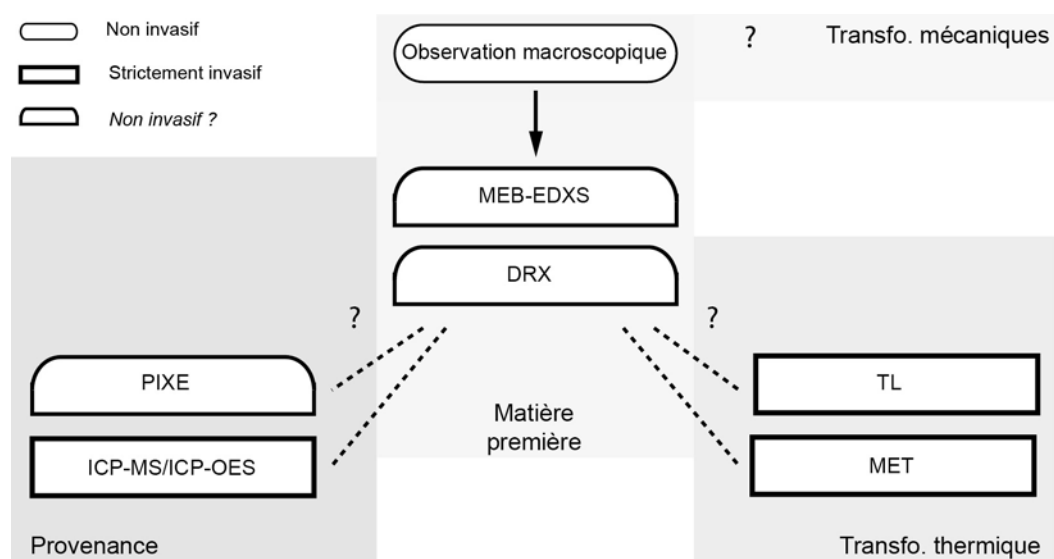 Non invasif
Strictement invasif
Non invasif ?
Observation macroscopique
? Transfo. mécaniques
MEB-EDXS
DRX
?
?
PIXE
ICP-MS/ICP-OES
Matière
première
TL
MET
Provenance
Transfo. thermique